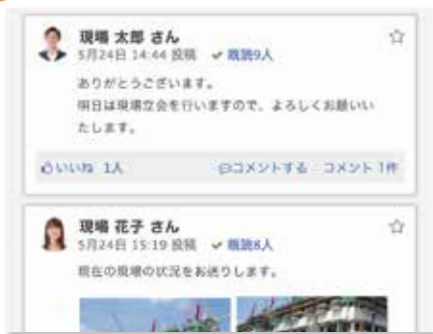 現場 太郎 さん
5月24日 14:44 投稿 ✓ 既読9人
ありがとうございます。
明日は現場立会を行いますので、よろしくお願いい
たします。
いいね 1人 コメントする コメント 1件
現場 花子 さん
5月24日 15:19 投稿 ✓ 既読8人
現在の現場の状況をお送りします。